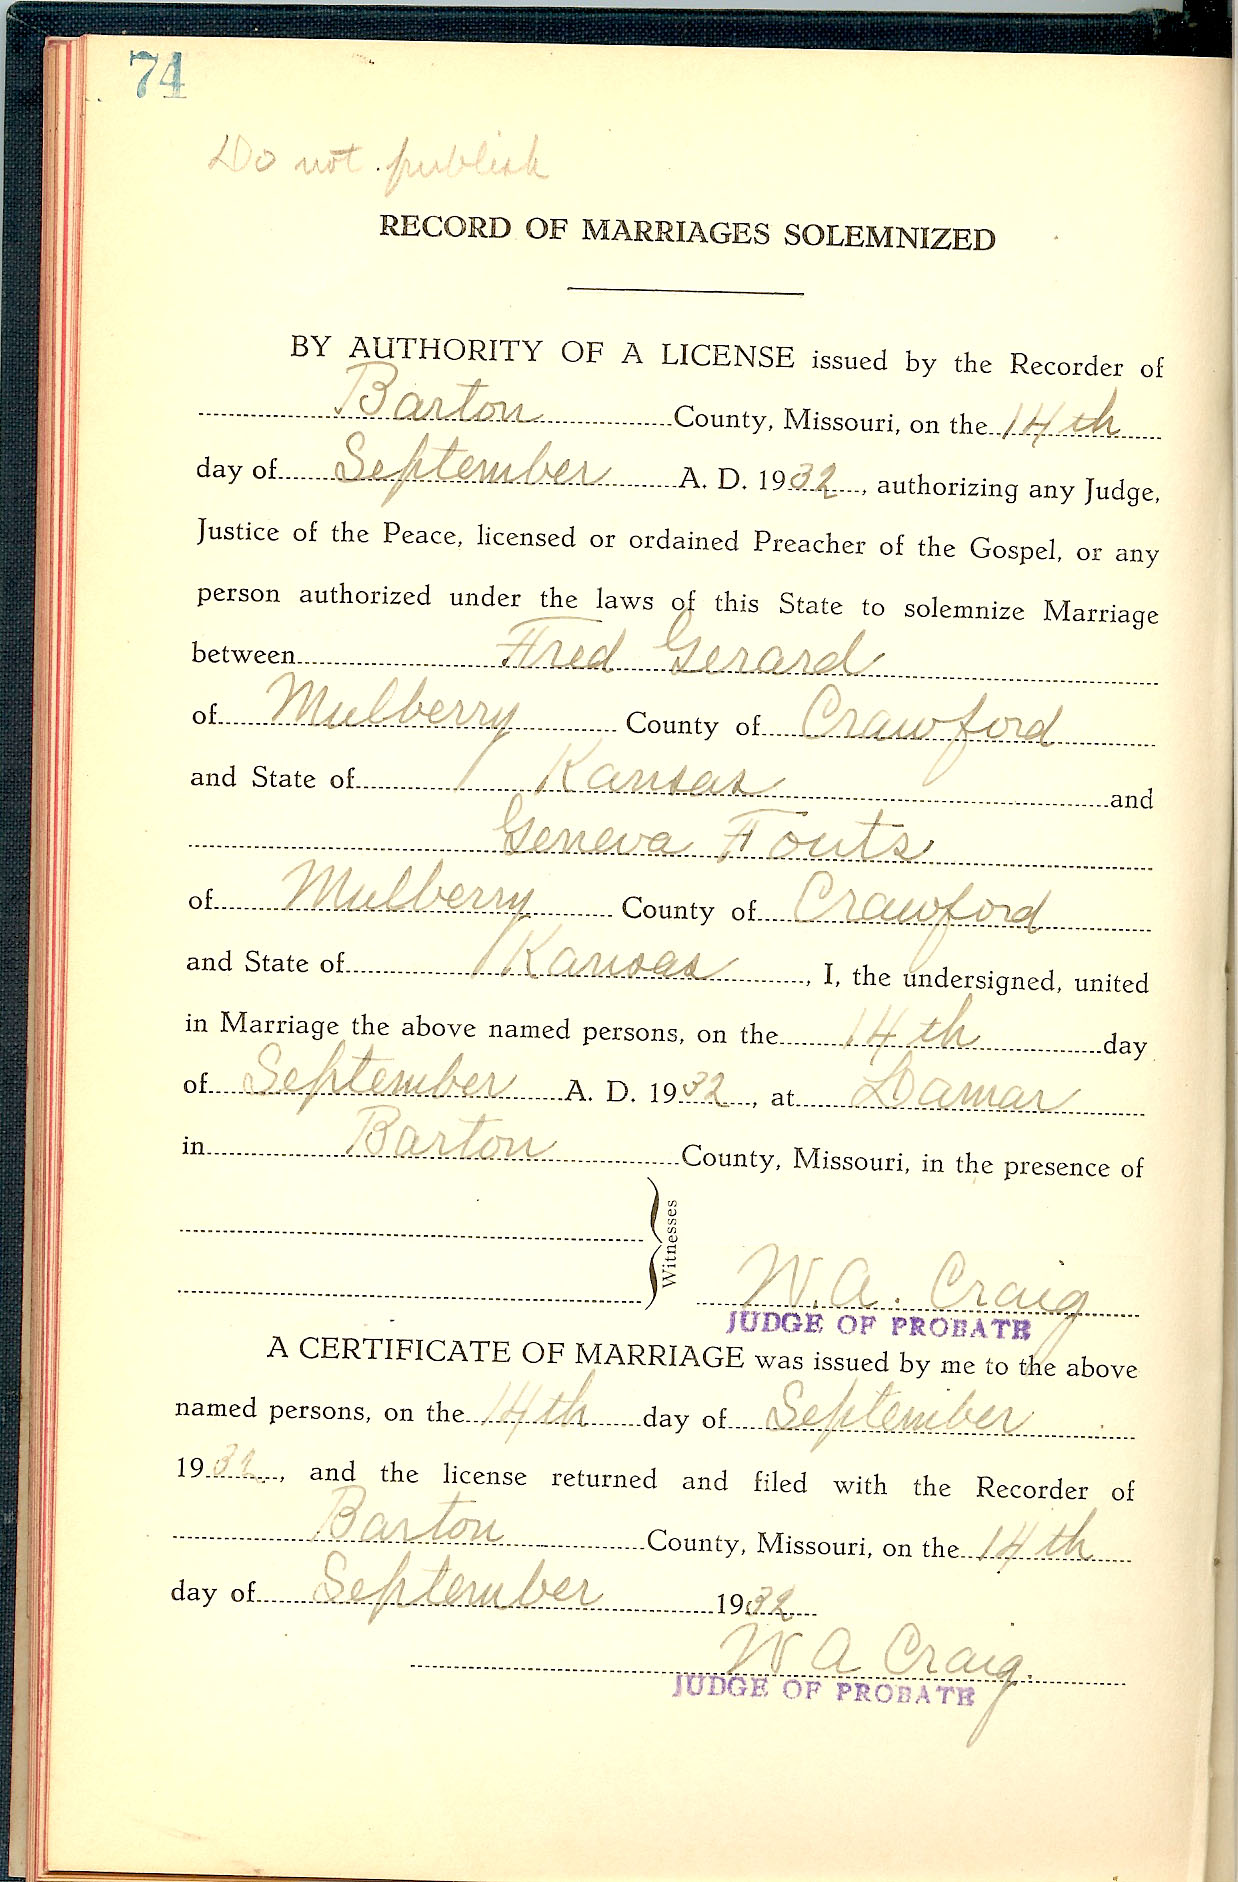 74
Do not publish
RECORD OF MARRIAGES SOLEMNIZED
BY AUTHORITY OF A LICENSE issued by the Recorder of
Barton County, Missouri, on the 14th
day of September A. D. 1932, authorizing any Judge,
Justice of the Peace, licensed or ordained Preacher of the Gospel, or any
person authorized under the laws of this State to solemnize Marriage
between Fred Gerard
of Mulberry County of Crawford
and State of Kansas and
Geneva Fouts
of Mulberry County of Crawford
and State of Kansas, I, the undersigned, united
in Marriage the above named persons, on the 14th day
of September A. D. 1932, at Lamar
in Barton County, Missouri, in the presence of
Witnesses
W. A. Craig
JUDGE OF PROBATE
A CERTIFICATE OF MARRIAGE was issued by me to the above
named persons, on the 14th day of September
1932, and the license returned and filed with the Recorder of
Barton County, Missouri, on the 14th
day of September 1932
W A Craig.
JUDGE OF PROBATE